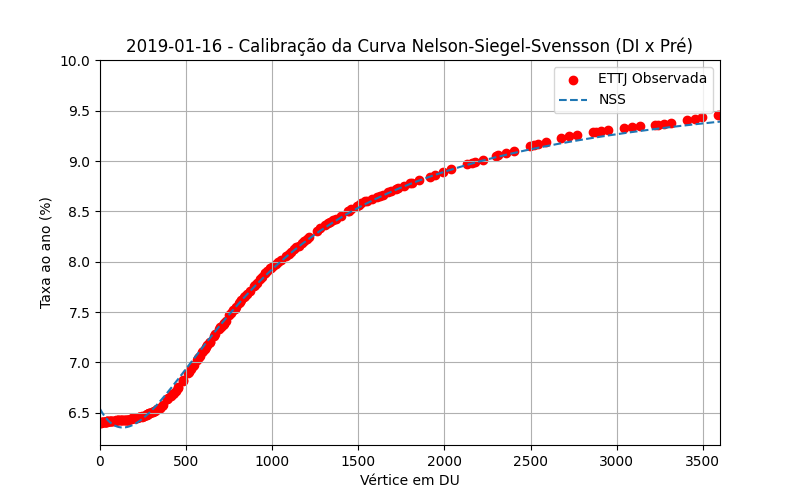 2019-01-16 - Calibração da Curva Nelson-Siegel-Svensson (DI x Pré)
10.0
9.5
9.0
8.5
8.0
7.5
7.0
6.5
Taxa ao ano (%)
ETTJ Observada
NSS
0 500 1000 1500 2000 2500 3000 3500
Vértice em DU